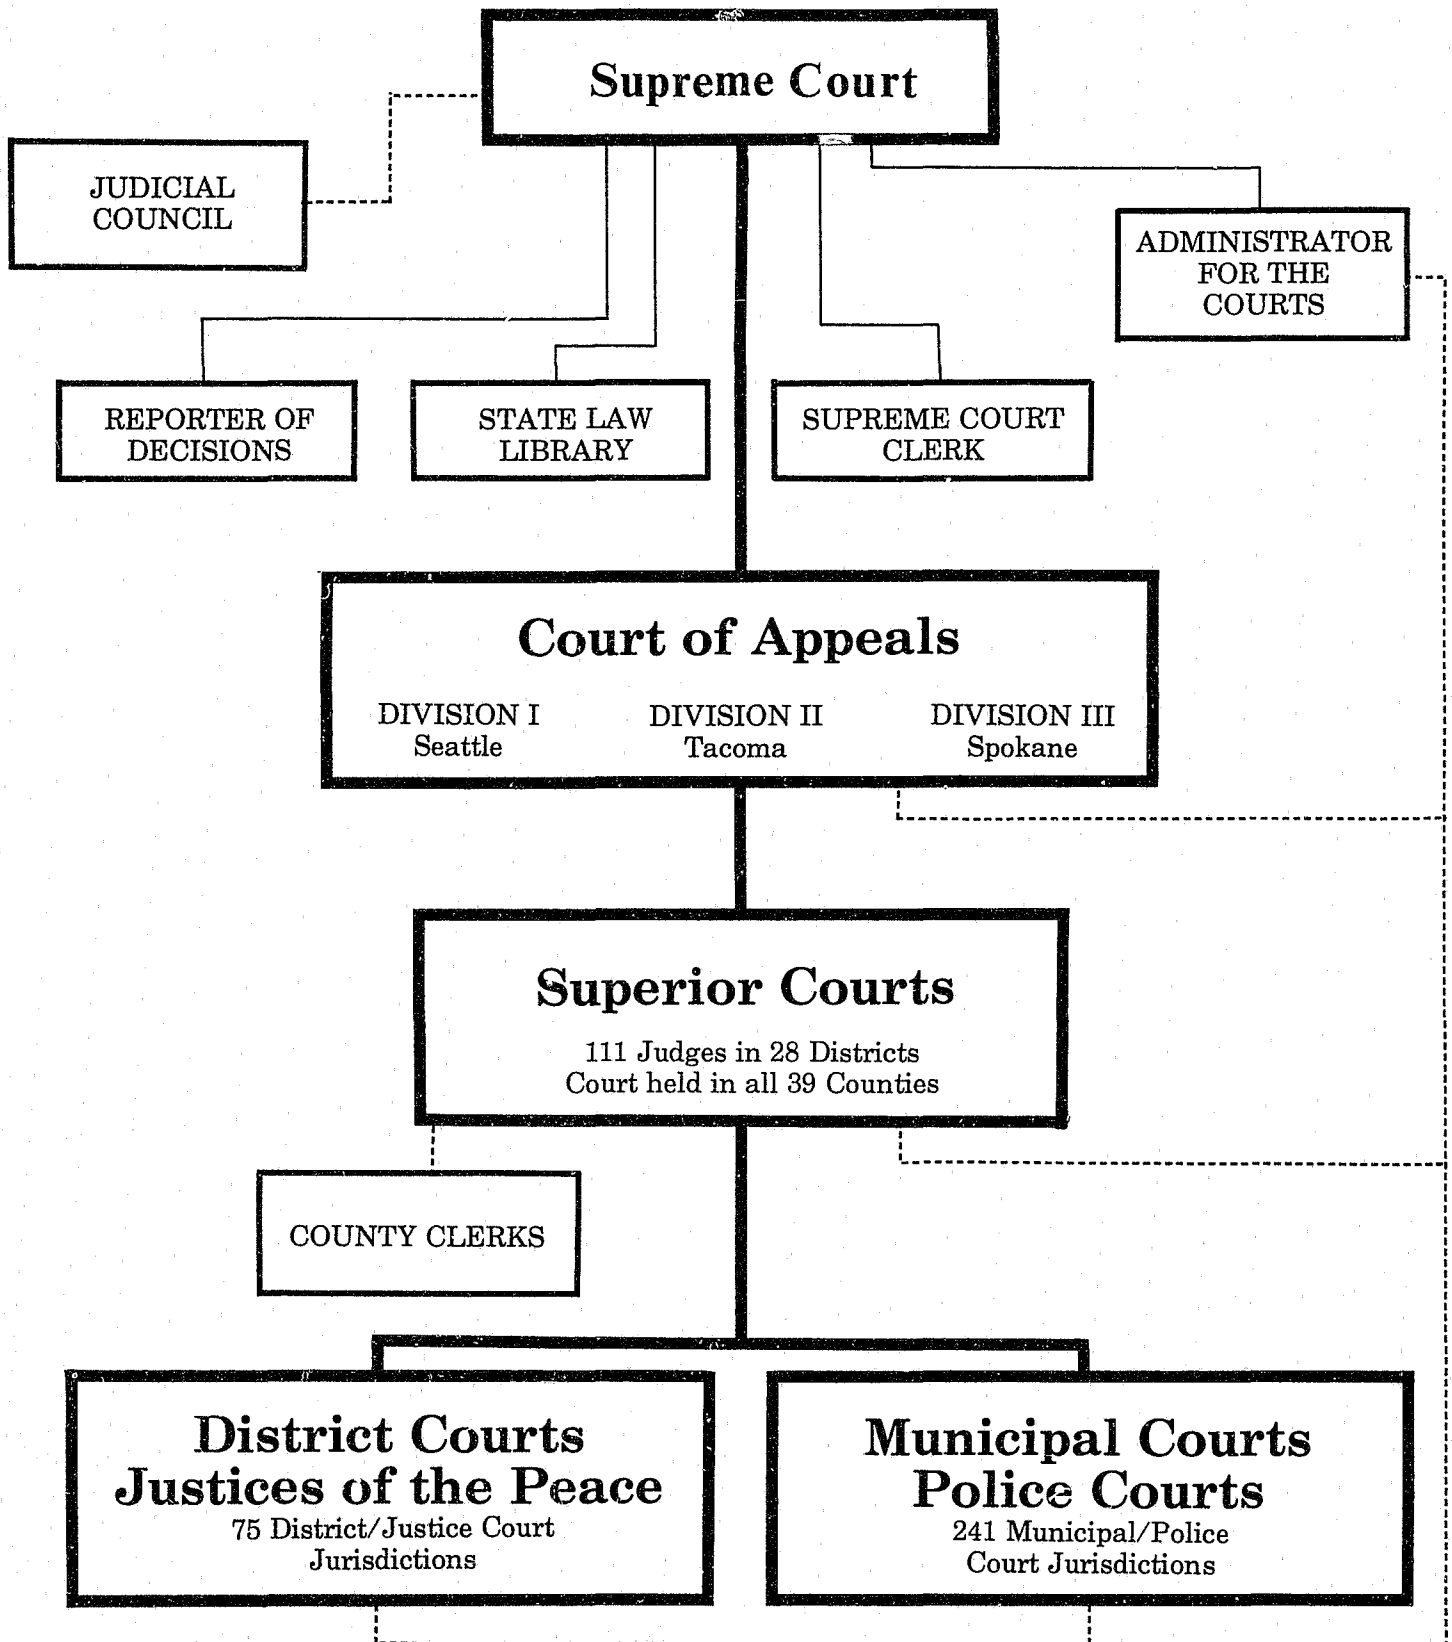 Supreme Court
JUDICIAL
COUNCIL
ADMINISTRATOR
FOR THE
COURTS
REPORTER OF
DECISIONS
STATE LAW
LIBRARY
SUPREME COURT
CLERK
Court of Appeals
DIVISION I
Seattle
DIVISION II
Tacoma
DIVISION III
Spokane
Superior Courts
111 Judges in 28 Districts
Court held in all 39 Counties
COUNTY CLERKS
District Courts
Justices of the Peace
75 District/Justice Court
Jurisdictions
Municipal Courts
Police Courts
241 Municipal/Police
Court Jurisdictions